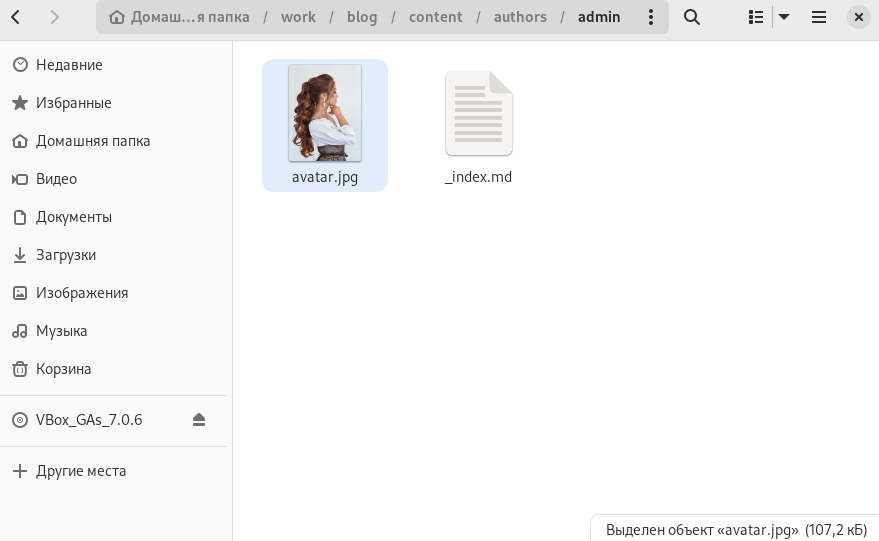 Домаш...я папка / work / blog / content / authors / admin
Недавние
Избранные
Домашняя папка
Видео
Документы
Загрузки
Изображения
Музыка
Корзина
VBox_GAs_7.0.6
Другие места
avatar.jpg
_index.md
Выделен объект «avatar.jpg» (107,2 кБ)